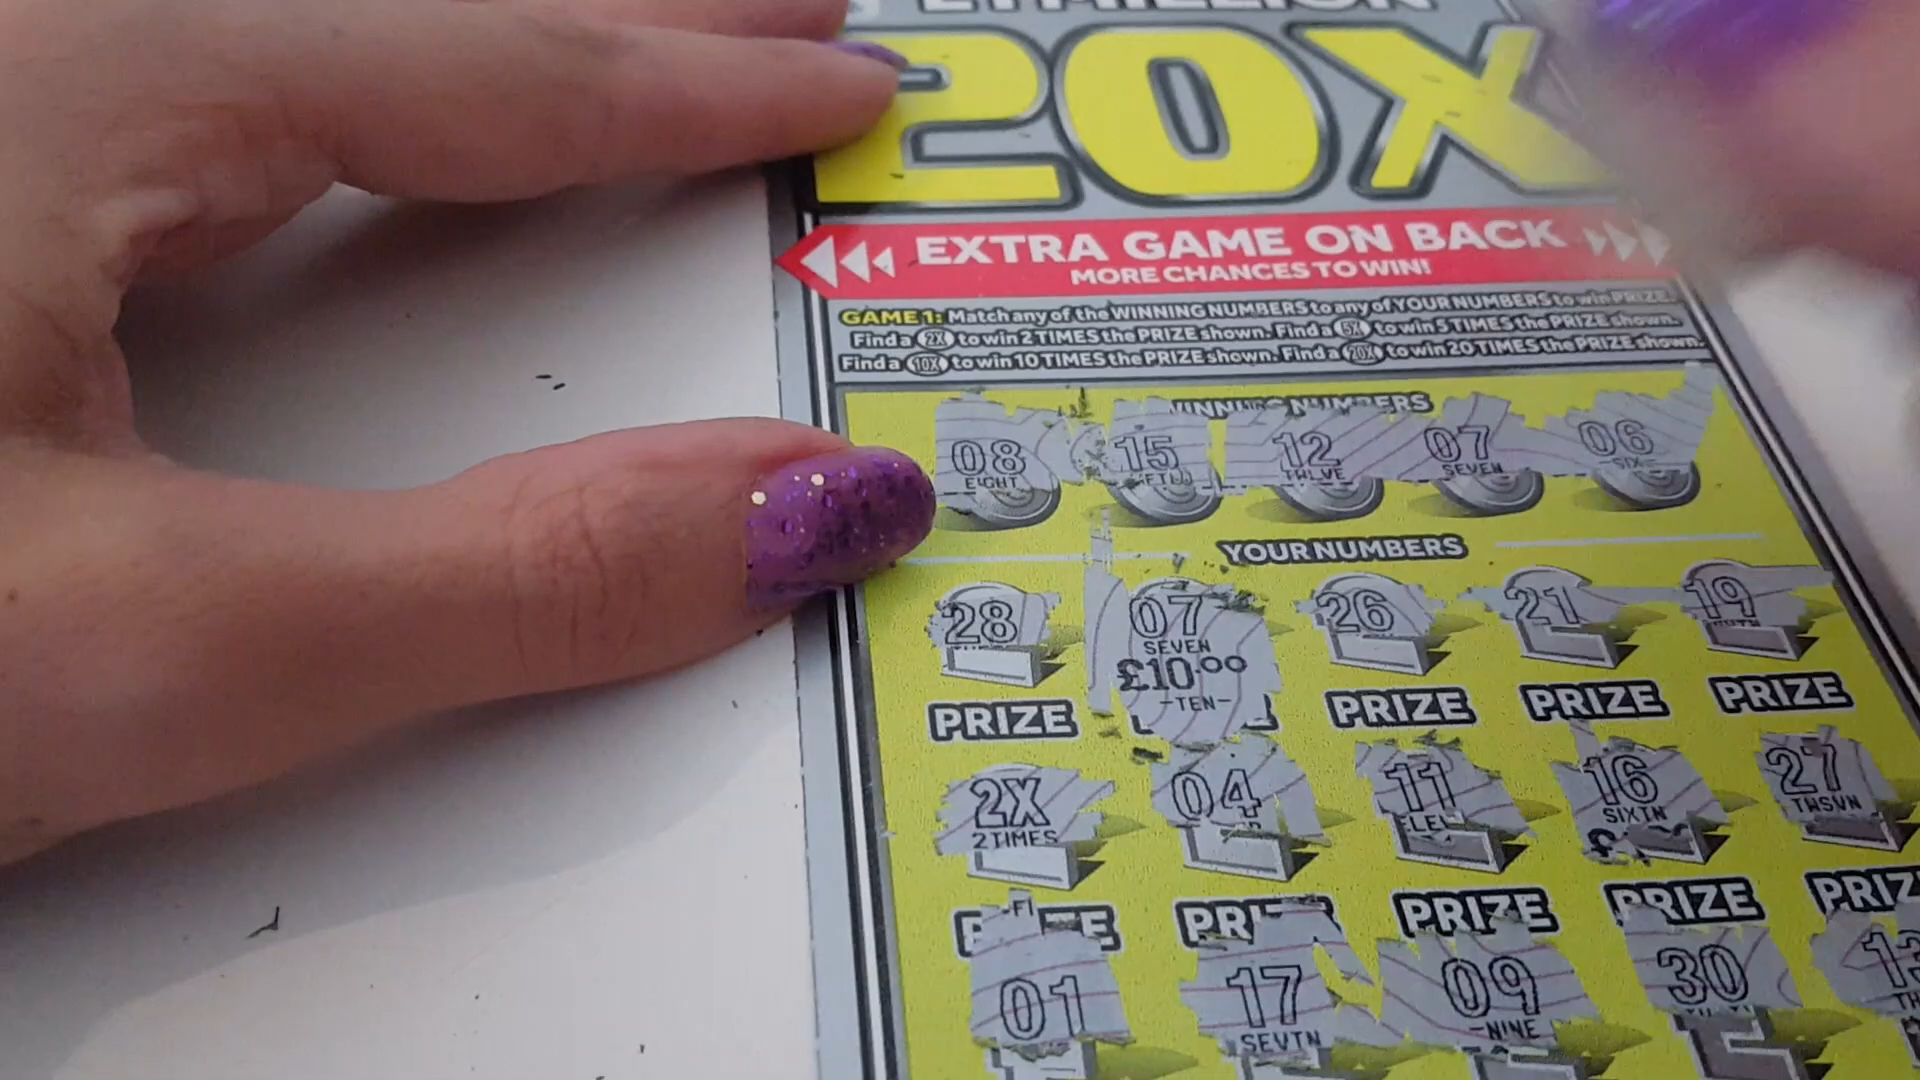 20X
EXTRA GAME ON BACK
MORE CHANCES TO WIN!
GAME 1: Match any of the WINNING NUMBERS to any of YOUR NUMBERS to win PRIZE.
Find a 2X to win 2 TIMES the PRIZE shown. Find a 5X to win 5 TIMES the PRIZE shown.
Find a 10X to win 10 TIMES the PRIZE shown. Find a 20X to win 20 TIMES the PRIZE shown.
WINNING NUMBERS
08 15 12 07 06
EIGHT TWLVE SEVEN SIX
YOUR NUMBERS
28 07 26 21 19
SEVEN
£10.00
-TEN-
PRIZE PRIZE PRIZE PRIZE
2X 04 11 16 27
2 TIMES SIXTN TWSVN
PRIZE PRIZE
01 17 09 30
SEVTN -NINE